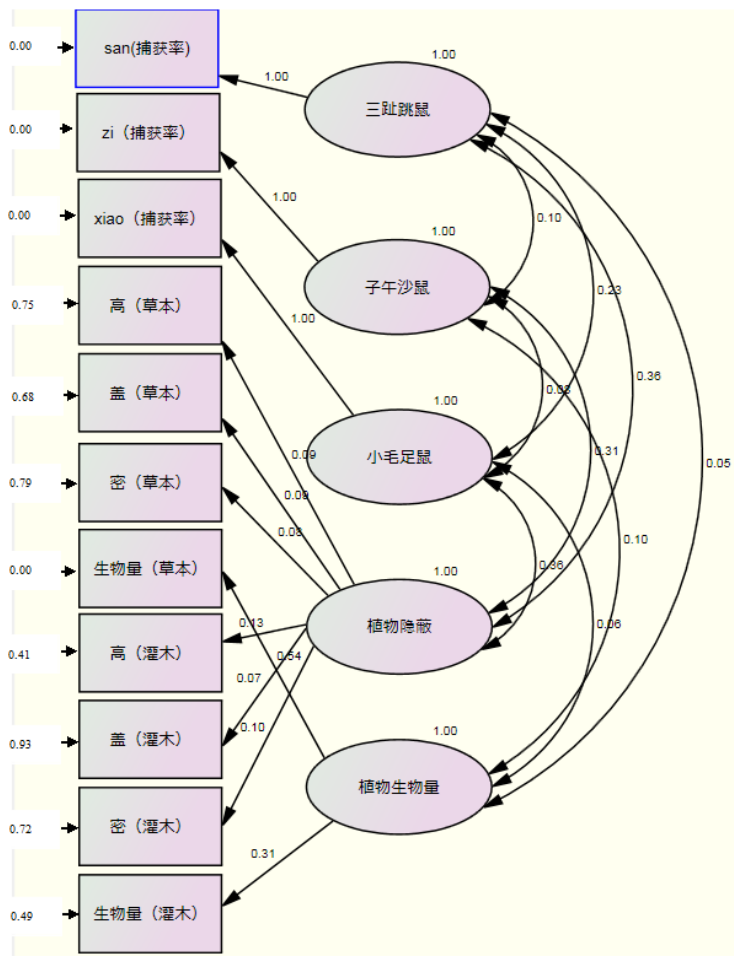 0.00
san(捕获率)
1.00
1.00
三趾跳鼠
0.00
zi（捕获率）
1.00
0.10
0.00
xiao（捕获率）
1.00
子午沙鼠
0.75
高（草本）
1.00
0.23
0.68
盖（草本）
1.00
0.03
0.36
小毛足鼠
0.79
密（草本）
0.09
0.31
0.05
0.09
0.08
0.10
0.00
生物量（草本）
1.00
0.36
植物隐蔽
0.41
高（灌木）
0.13
0.54
0.06
0.07
0.93
盖（灌木）
0.10
1.00
植物生物量
0.72
密（灌木）
0.31
0.49
生物量（灌木）